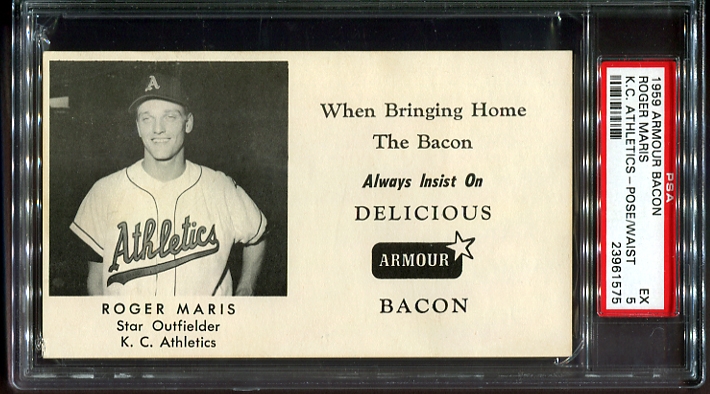 A
Athletics
ROGER MARIS
Star Outfielder
K. C. Athletics
When Bringing Home
The Bacon
Always Insist On
DELICIOUS
ARMOUR
BACON
PSA
1959 ARMOUR BACON
ROGER MARIS
K.C. ATHLETICS-POSE/WAIST
EX
5
23961575